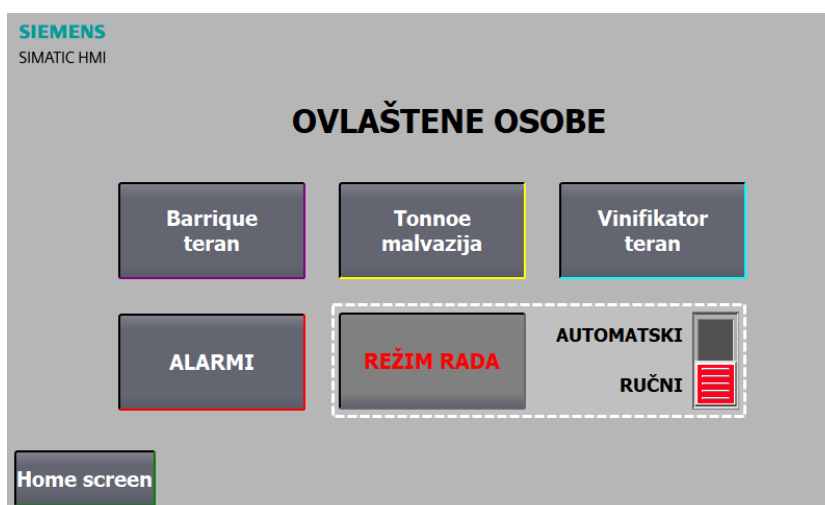 SIEMENS
SIMATIC HMI
OVLAŠTENE OSOBE
Barrique
teran
Tonnoe
malvazija
Vinifikator
teran
ALARMI
REŽIM RADA
AUTOMATSKI
RUČNI
Home screen